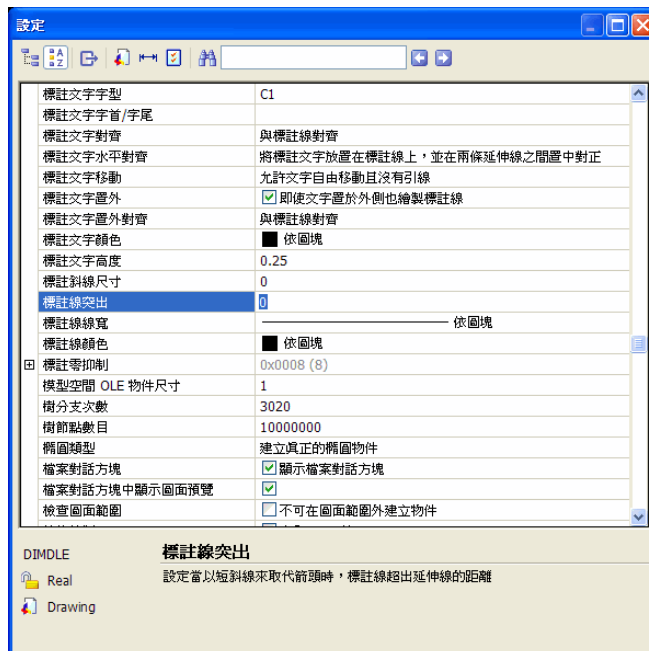 設定
標註文字字型 C1
標註文字字首/字尾
標註文字對齊 與標註線對齊
標註文字水平對齊 將標註文字放置在標註線上，並在兩條延伸線之間置中對正
標註文字移動 允許文字自由移動且沒有引線
標註文字置外 即使文字置於外側也繪製標註線
標註文字置外對齊 與標註線對齊
標註文字顏色 依圖塊
標註文字高度 0.25
標註斜線尺寸 0
標註線突出 0
標註線線寬 依圖塊
標註線顏色 依圖塊
標註零抑制 0x0008 (8)
模型空間 OLE 物件尺寸 1
樹分支次數 3020
樹節點數目 10000000
橢圓類型 建立真正的橢圓物件
檔案對話方塊 顯示檔案對話方塊
檔案對話方塊中顯示圖面預覽
檢查圖面範圍 不可在圖面範圍外建立物件
DIMDLE 標註線突出
Real 設定當以短斜線來取代箭頭時，標註線超出延伸線的距離
Drawing